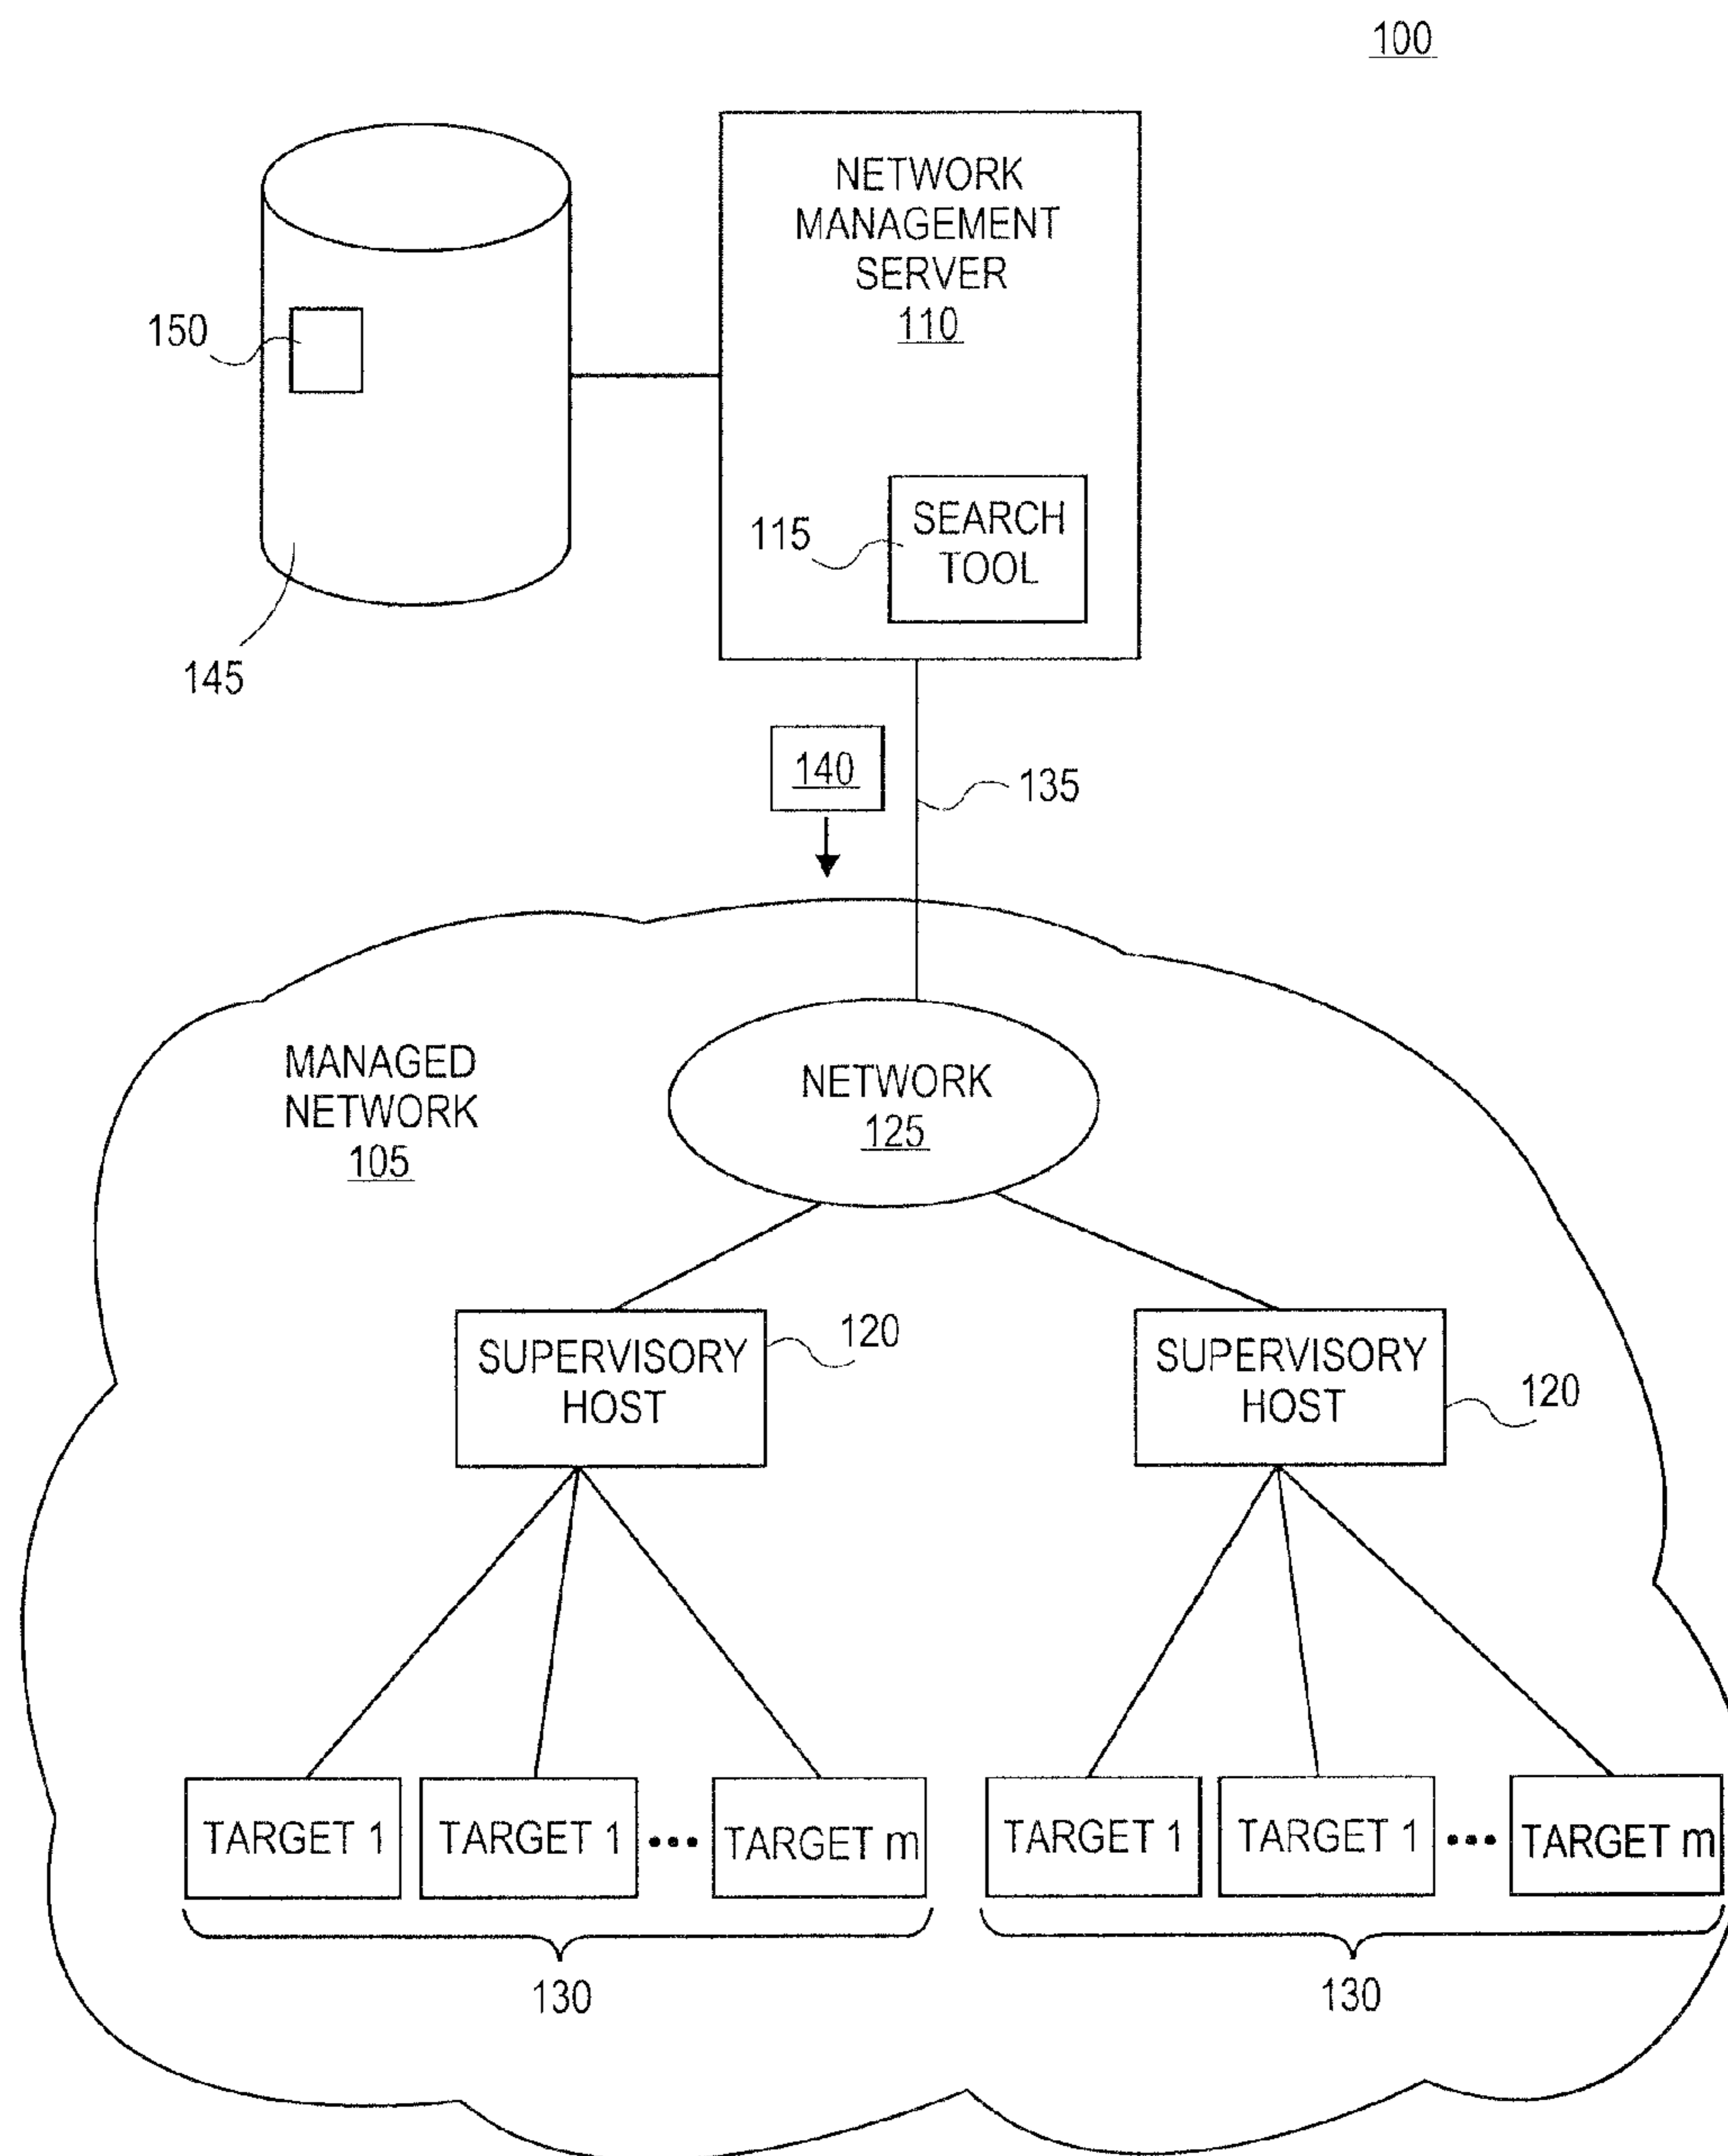 100
NETWORK
MANAGEMENT
SERVER
110
150
SEARCH
TOOL
115
145
140
135
MANAGED
NETWORK
105
NETWORK
125
SUPERVISORY
HOST
120
SUPERVISORY
HOST
120
TARGET 1
TARGET 1
•••
TARGET m
TARGET 1
TARGET 1
•••
TARGET m
130
130